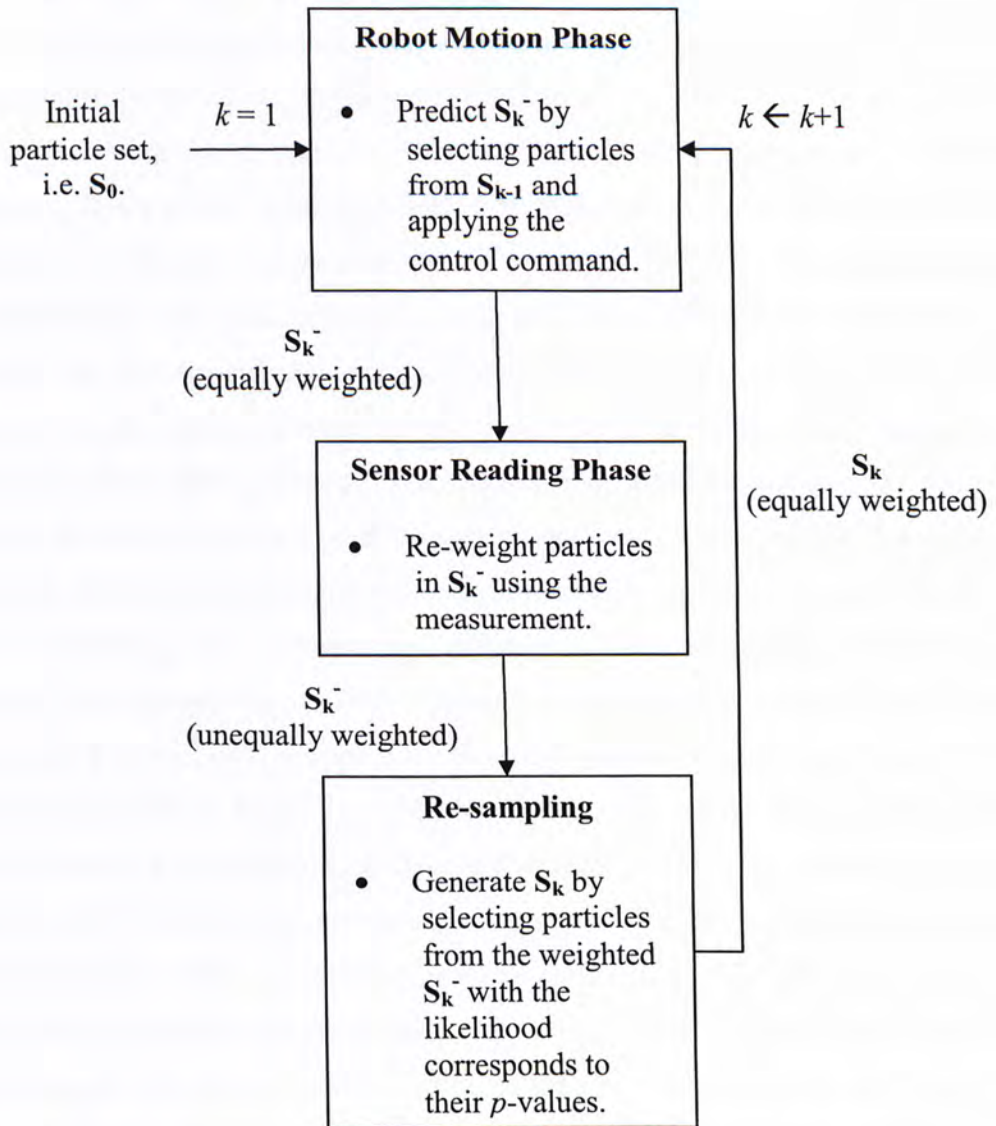 Robot Motion Phase
Initial
particle set,
i.e. S₀.
k = 1
• Predict Sₖ⁻ by
selecting particles
from Sₖ₋₁ and
applying the
control command.
k ← k+1
Sₖ⁻
(equally weighted)
Sensor Reading Phase
• Re-weight particles
in Sₖ⁻ using the
measurement.
Sₖ
(equally weighted)
Sₖ⁻
(unequally weighted)
Re-sampling
• Generate Sₖ by
selecting particles
from the weighted
Sₖ⁻ with the
likelihood
corresponds to
their p-values.